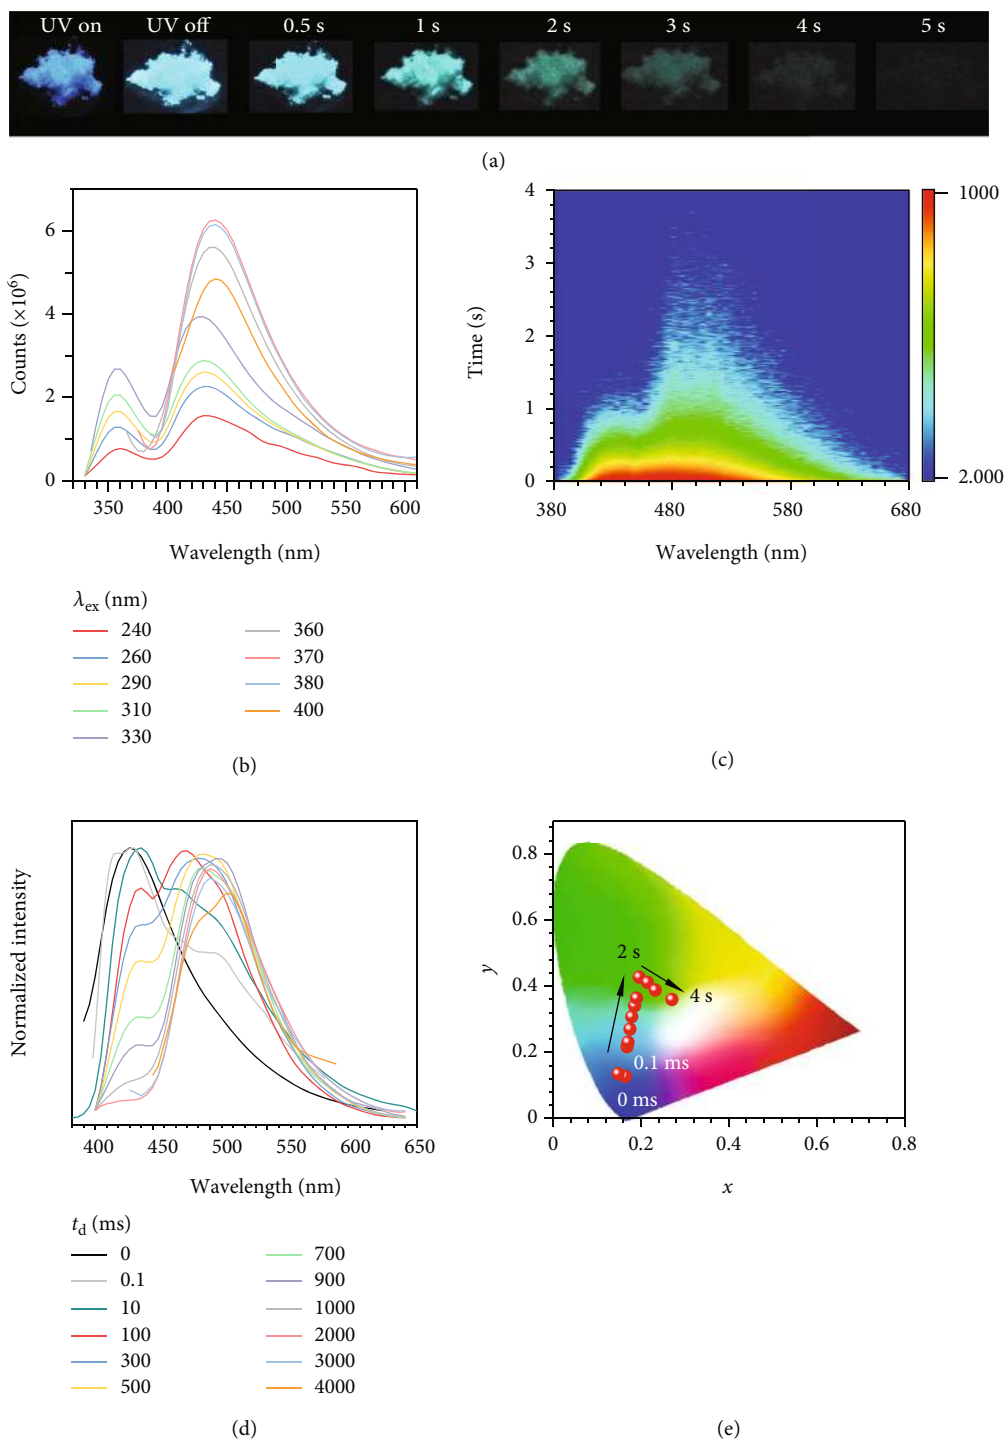 UV on UV off 0.5 s 1 s 2 s 3 s 4 s 5 s
(a)
6
4
2
0
Counts (×10⁶)
350 400 450 500 550 600
Wavelength (nm)
λex (nm)
240 360
260 370
290 380
310 400
330
(b)
4
3
2
1
0
Time (s)
380 480 580 680
Wavelength (nm)
1000
2.000
(c)
Normalized intensity
400 450 500 550 600 650
Wavelength (nm)
td (ms)
0 700
0.1 900
10 1000
100 2000
300 3000
500 4000
(d)
0.8
0.6
0.4
0.2
0
y
2 s
4 s
0.1 ms
0 ms
0 0.2 0.4 0.6 0.8
x
(e)